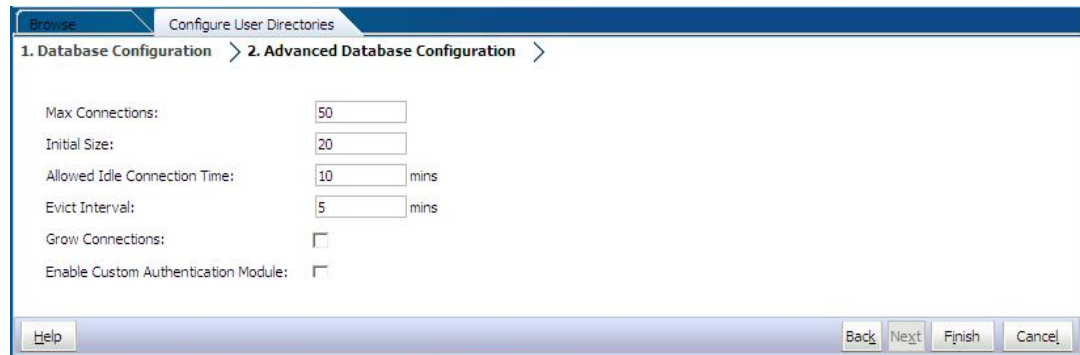 Browse Configure User Directories
1. Database Configuration 2. Advanced Database Configuration
Max Connections: 50
Initial Size: 20
Allowed Idle Connection Time: 10 mins
Evict Interval: 5 mins
Grow Connections:
Enable Custom Authentication Module:
Help Back Next Finish Cancel